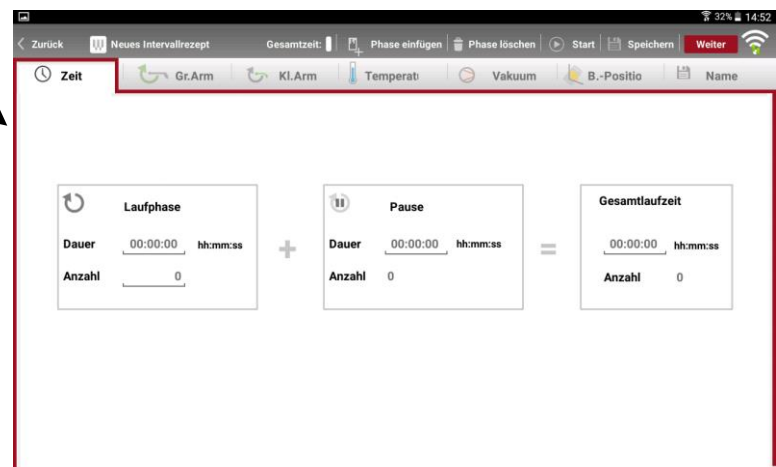 32% 14:52
Zurück Neues Intervallrezept Gesamtzeit: Phase einfügen Phase löschen Start Speichern Weiter
Zeit Gr.Arm Kl.Arm Temperatu Vakuum B.-Positio Name
Laufphase
Dauer 00:00:00 hh:mm:ss
Anzahl 0
Pause
Dauer 00:00:00 hh:mm:ss
Anzahl 0
Gesamtlaufzeit
00:00:00 hh:mm:ss
Anzahl 0